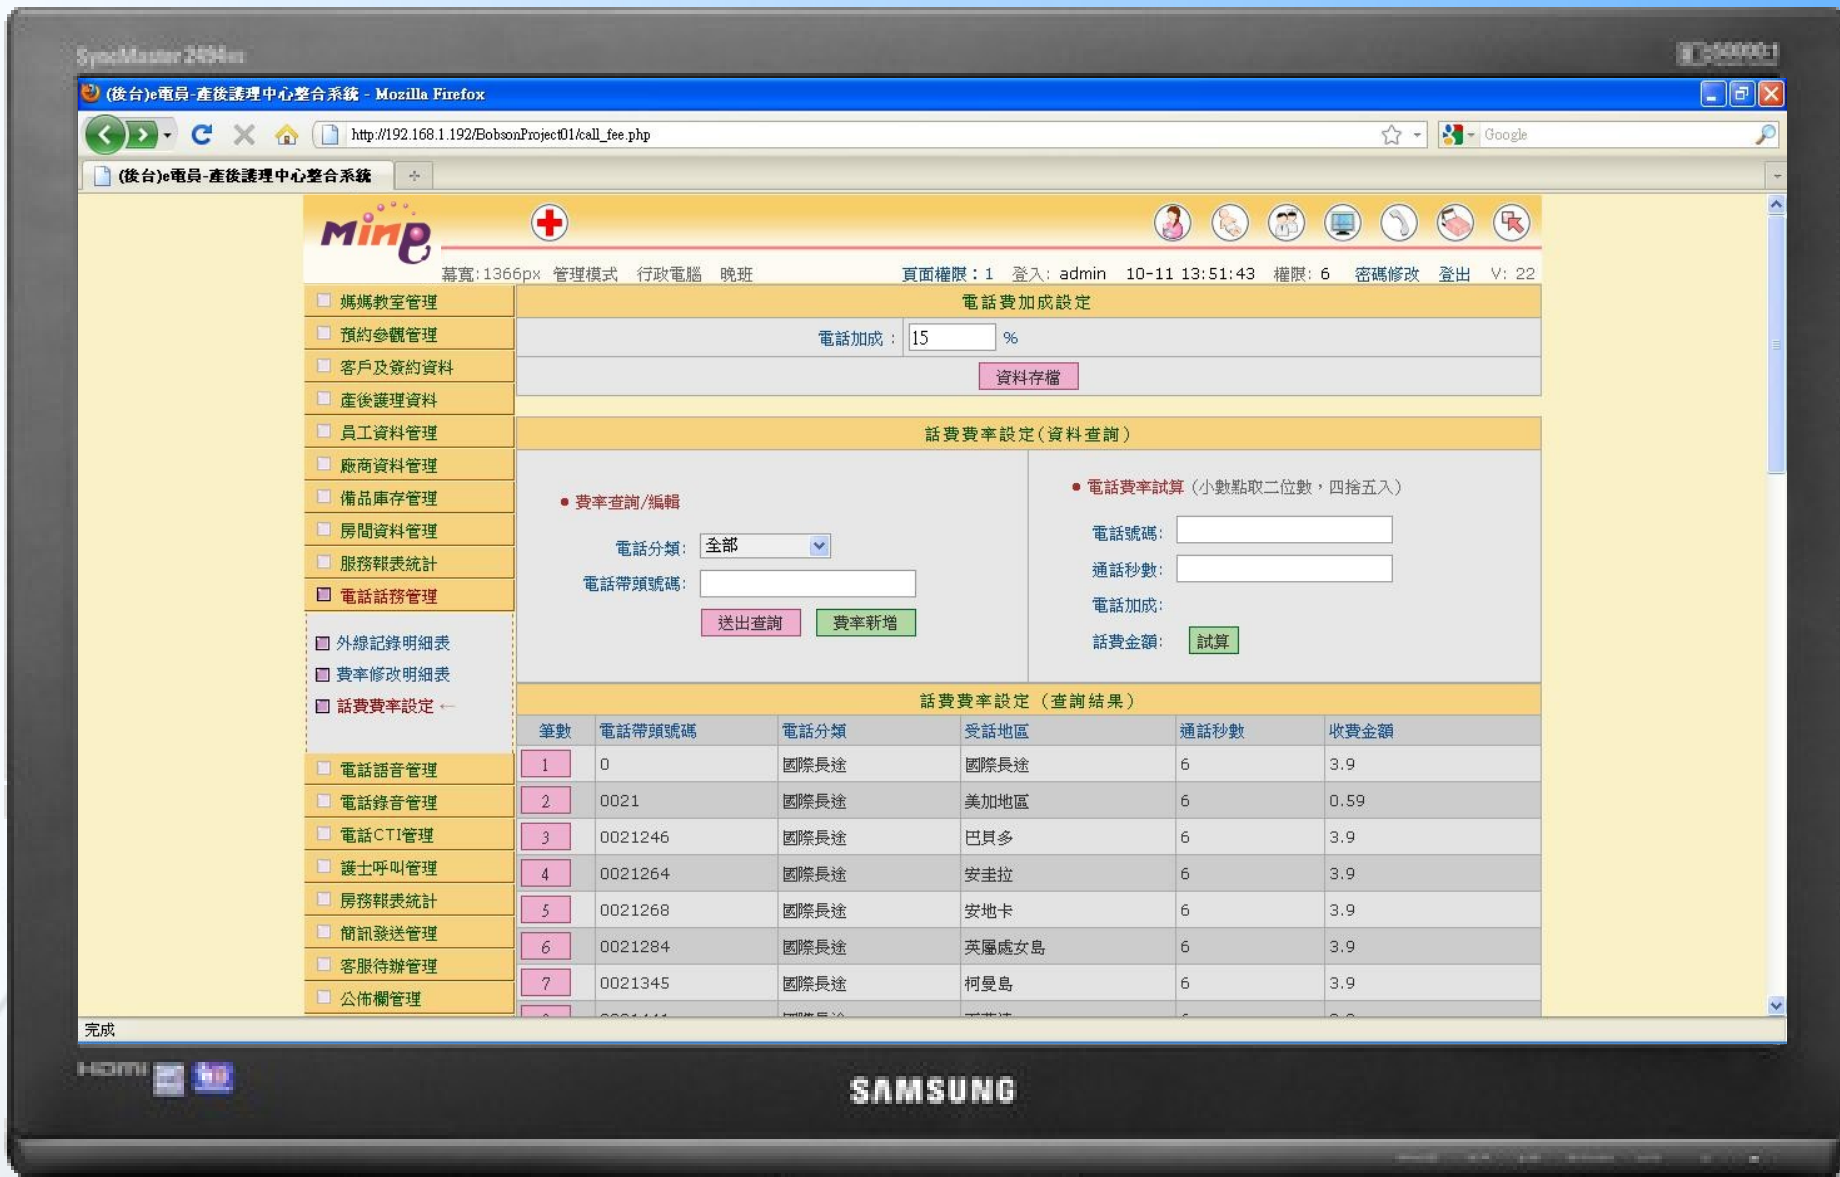 SyncMaster 2494
(後台)e電員-產後護理中心整合系統 - Mozilla Firefox
http://192.168.1.192/BobsonProject01/call_fee.php
Google
(後台)e電員-產後護理中心整合系統
Mine
幕寬:1366px 管理模式 行政電腦 晚班 頁面權限：1 登入: admin 10-11 13:51:43 權限: 6 密碼修改 登出 V: 22
媽媽教室管理
預約參觀管理
客戶及簽約資料
產後護理資料
員工資料管理
廠商資料管理
備品庫存管理
房間資料管理
服務報表統計
電話話務管理
外線記錄明細表
費率修改明細表
話費費率設定 ←
電話語音管理
電話錄音管理
電話CTI管理
護士呼叫管理
房務報表統計
簡訊發送管理
客服待辦管理
公佈欄管理
電話費加成設定
電話加成： 15 %
資料存檔
話費費率設定(資料查詢)
● 費率查詢/編輯
電話分類: 全部
電話帶頭號碼:
送出查詢 費率新增
● 電話費率試算 (小數點取二位數，四捨五入)
電話號碼:
通話秒數:
電話加成:
話費金額: 試算
話費費率設定 (查詢結果)
筆數 電話帶頭號碼 電話分類 受話地區 通話秒數 收費金額
1 0 國際長途 國際長途 6 3.9
2 0021 國際長途 美加地區 6 0.59
3 0021246 國際長途 巴貝多 6 3.9
4 0021264 國際長途 安圭拉 6 3.9
5 0021268 國際長途 安地卡 6 3.9
6 0021284 國際長途 英屬處女島 6 3.9
7 0021345 國際長途 柯曼島 6 3.9
完成
HDMI
SAMSUNG